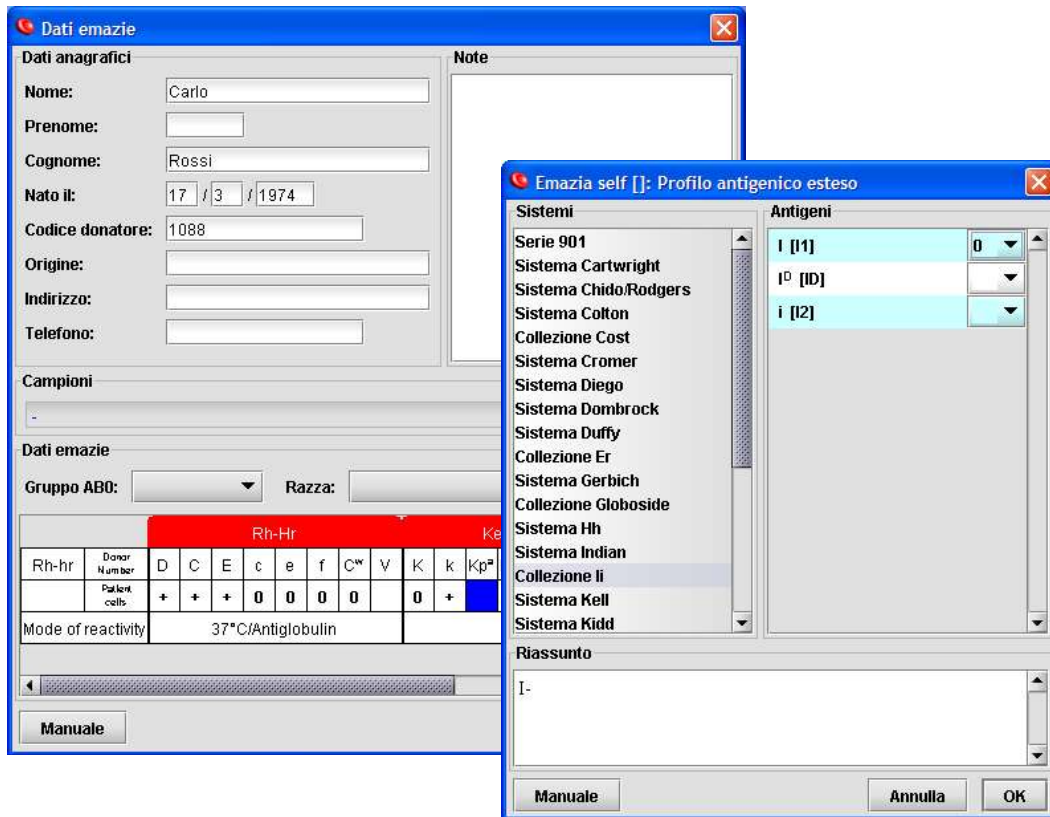 Dati emazie
Dati anagrafici
Note
Nome: Carlo
Prenome:
Cognome: Rossi
Nato il: 17 / 3 / 1974
Codice donatore: 1088
Origine:
Indirizzo:
Telefono:
Campioni
-
Dati emazie
Gruppo AB0: Razza:
Rh-Hr Ke
Rh-hr Donor Number D C E c e f Cʷ V K k Kpª
Patient cells + + + 0 0 0 0 0 +
Mode of reactivity 37°C/Antiglobulin
Manuale
Emazia self []: Profilo antigenico esteso
Sistemi
Serie 901
Sistema Cartwright
Sistema Chido/Rodgers
Sistema Colton
Collezione Cost
Sistema Cromer
Sistema Diego
Sistema Dombrock
Sistema Duffy
Collezione Er
Sistema Gerbich
Collezione Globoside
Sistema Hh
Sistema Indian
Collezione Ii
Sistema Kell
Sistema Kidd
Antigeni
I [I1] 0
Iᴰ [ID]
i [I2]
Riassunto
I-
Manuale Annulla OK